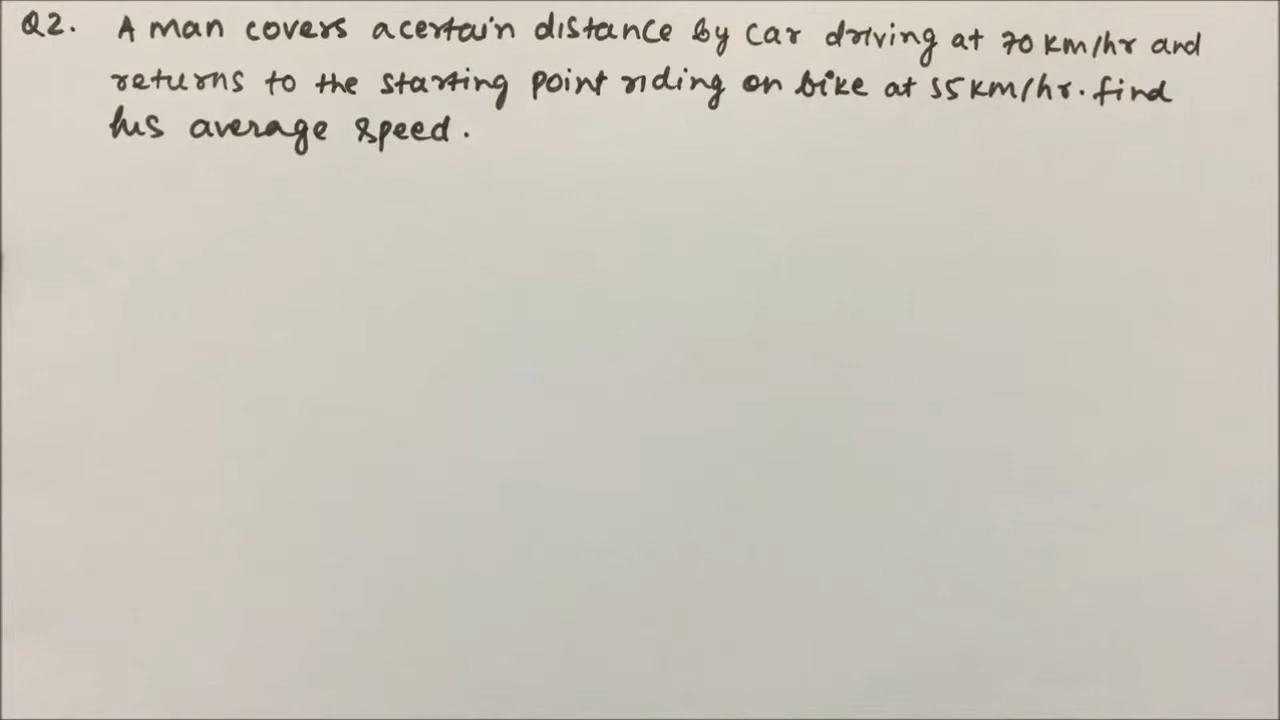 Q2. A man covers a certain distance by car driving at 70 km/hr and
returns to the starting point riding on bike at 55 km/hr. find
his average speed.